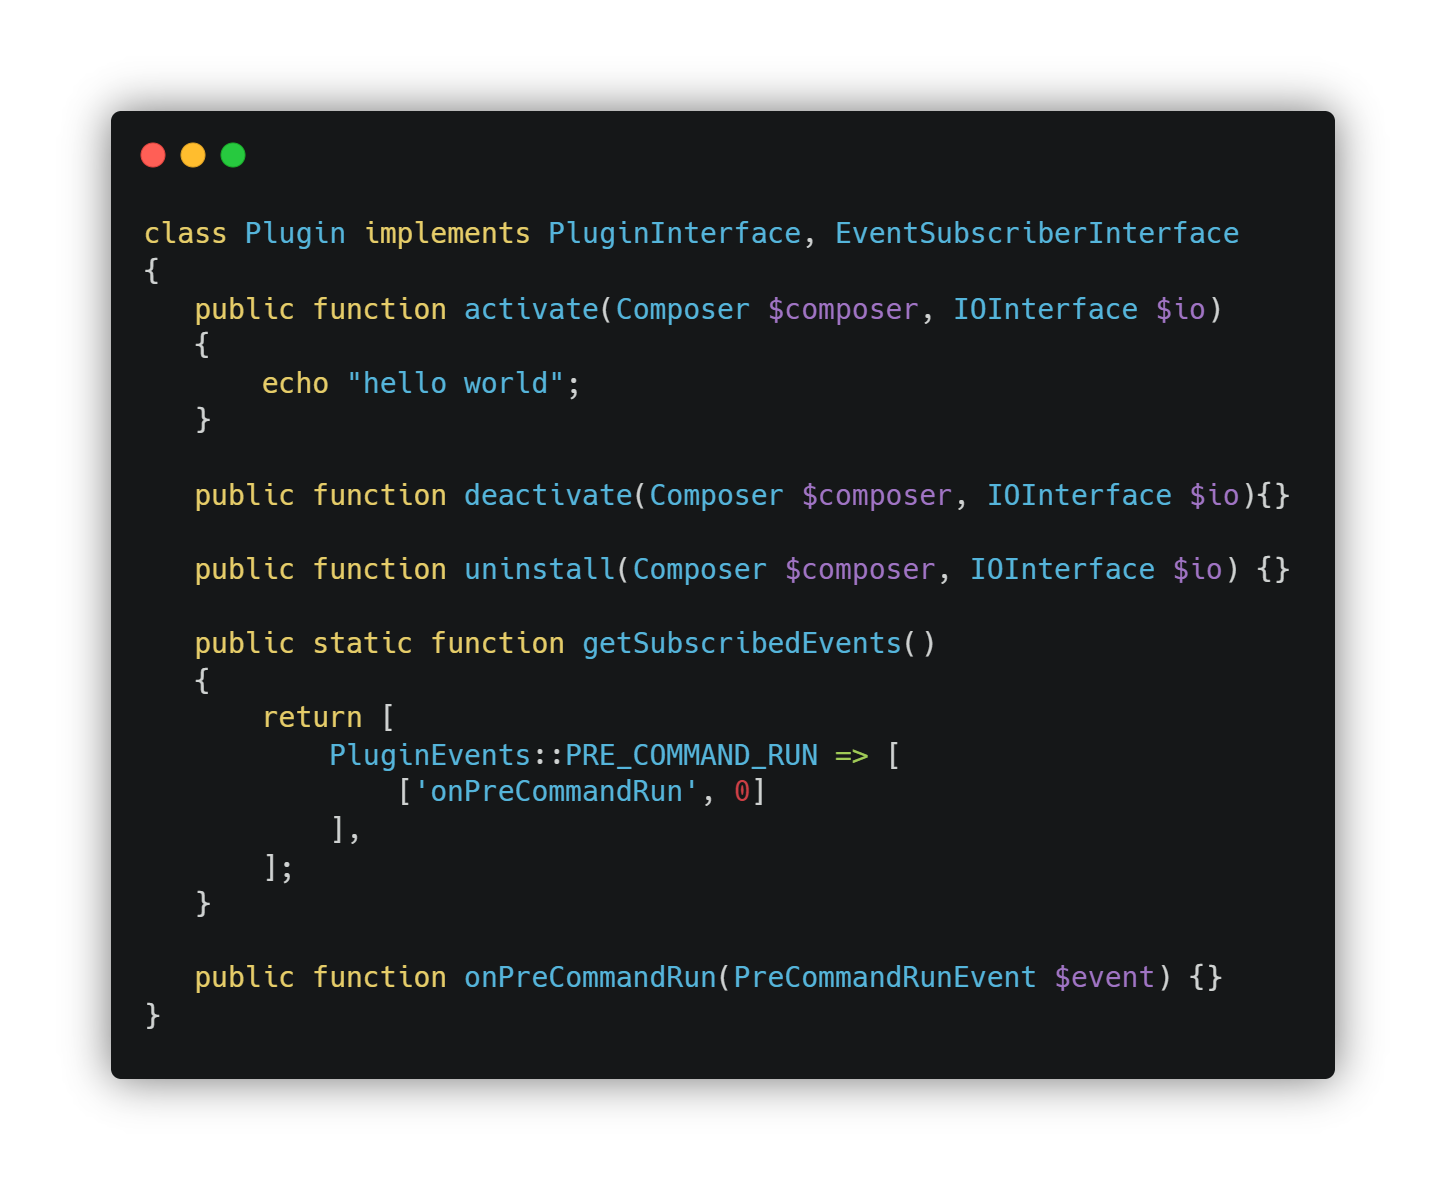 class Plugin implements PluginInterface, EventSubscriberInterface
{
   public function activate(Composer $composer, IOInterface $io)
   {
       echo "hello world";
   }

   public function deactivate(Composer $composer, IOInterface $io){}

   public function uninstall(Composer $composer, IOInterface $io) {}

   public static function getSubscribedEvents()
   {
       return [
           PluginEvents::PRE_COMMAND_RUN => [
               ['onPreCommandRun', 0]
           ],
       ];
   }

   public function onPreCommandRun(PreCommandRunEvent $event) {}
}